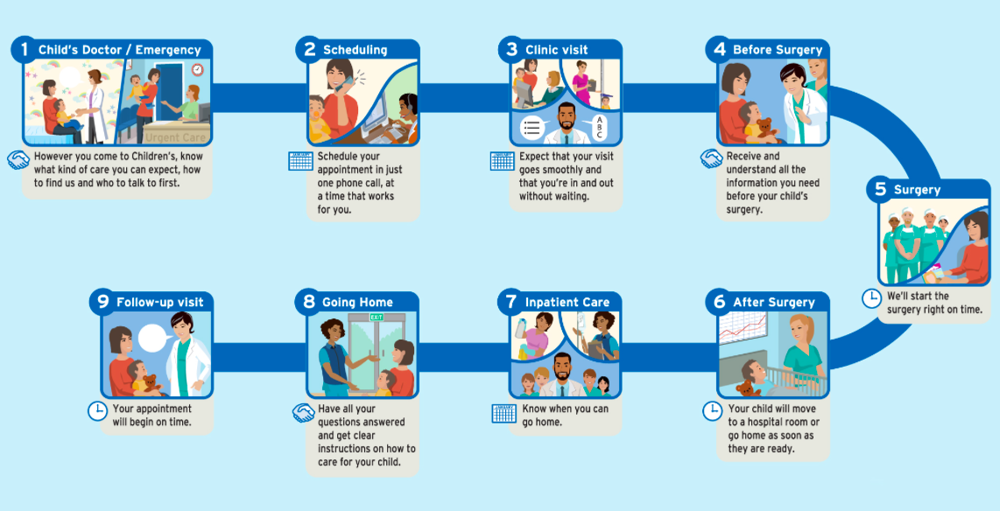 1 Child's Doctor / Emergency
Urgent Care
However you come to Children's, know
what kind of care you can expect, how
to find us and who to talk to first.
2 Scheduling
JANUARY
Schedule your
appointment in just
one phone call, at
a time that works
for you.
3 Clinic visit
A
B
C
JANUARY
Expect that your visit
goes smoothly and
that you're in and out
without waiting.
4 Before Surgery
Receive and
understand all the
information you need
before your child's
surgery.
5 Surgery
We'll start the
surgery right on time.
6 After Surgery
Your child will move
to a hospital room or
go home as soon as
they are ready.
7 Inpatient Care
JANUARY
Know when you can
go home.
8 Going Home
EXIT
Have all your
questions answered
and get clear
instructions on how to
care for your child.
9 Follow-up visit
Your appointment
will begin on time.